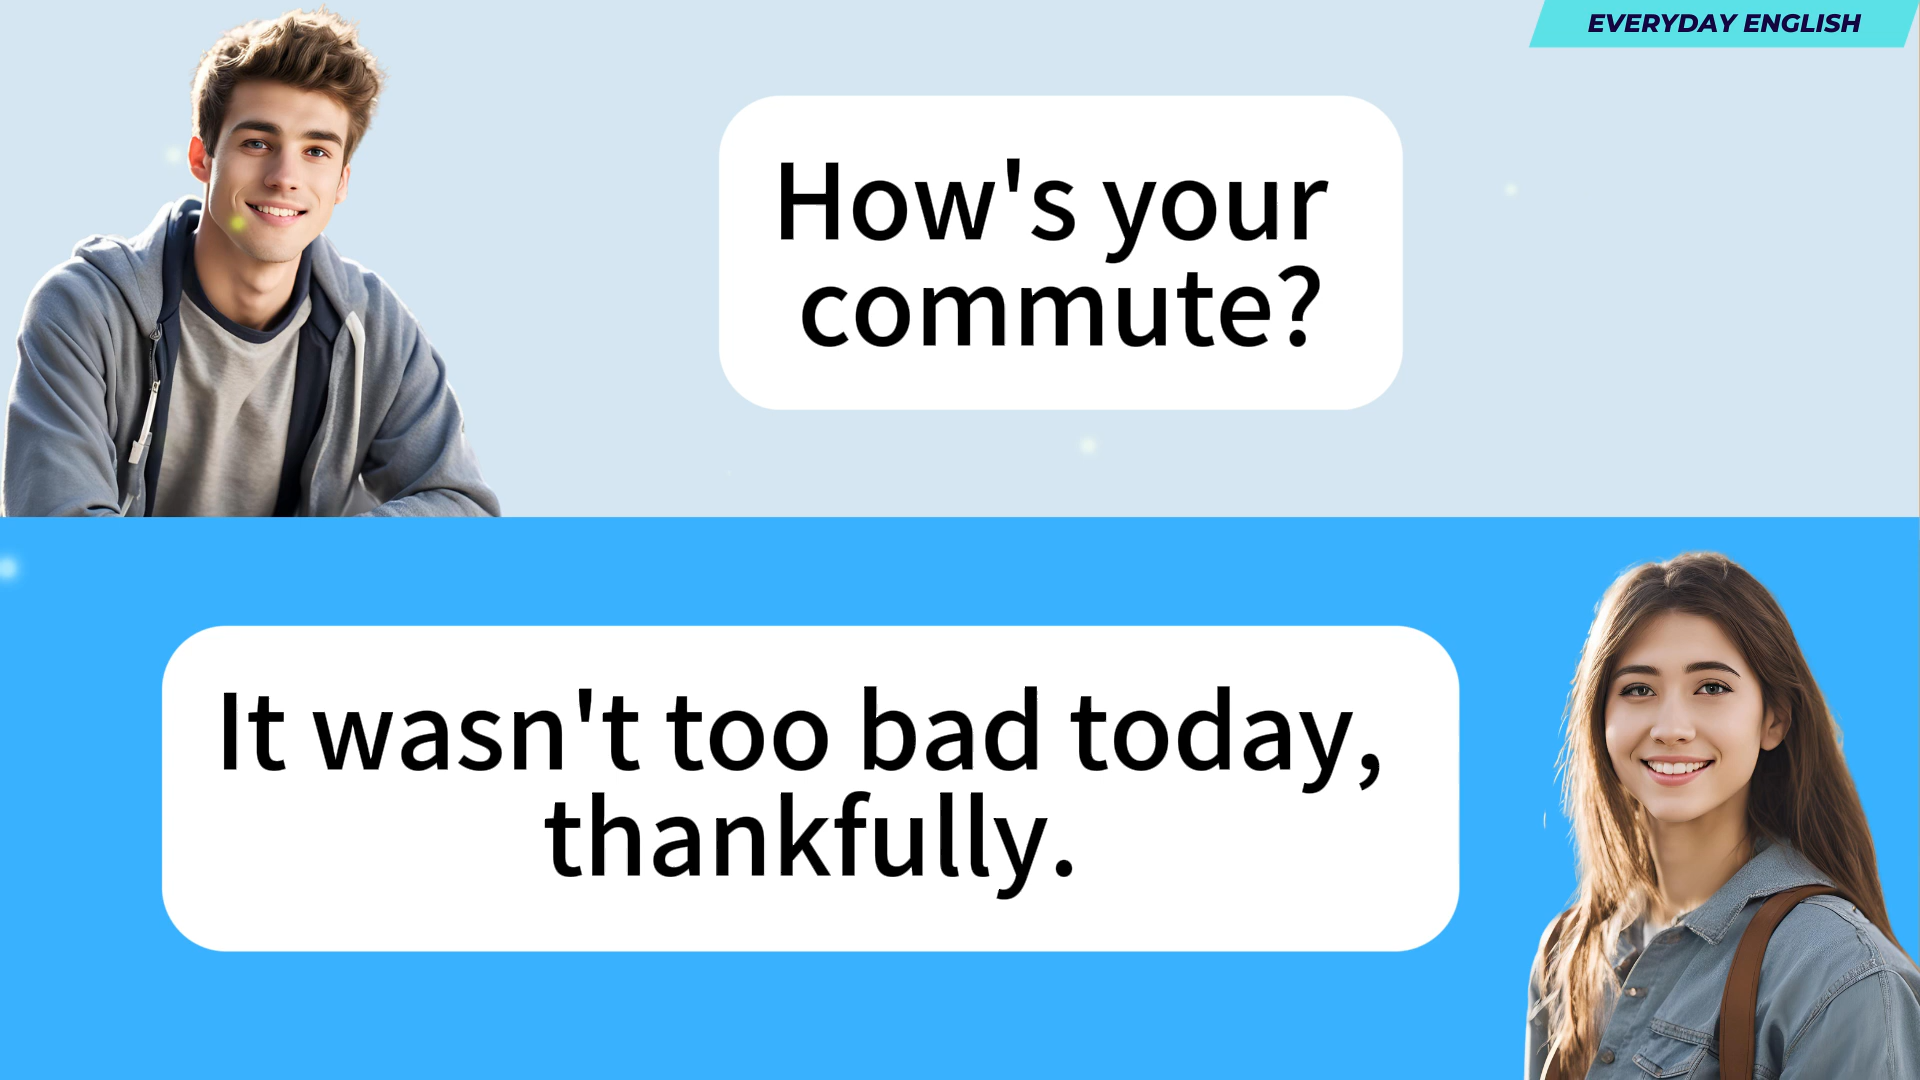 EVERYDAY ENGLISH
How's your
commute?
It wasn't too bad today,
thankfully.